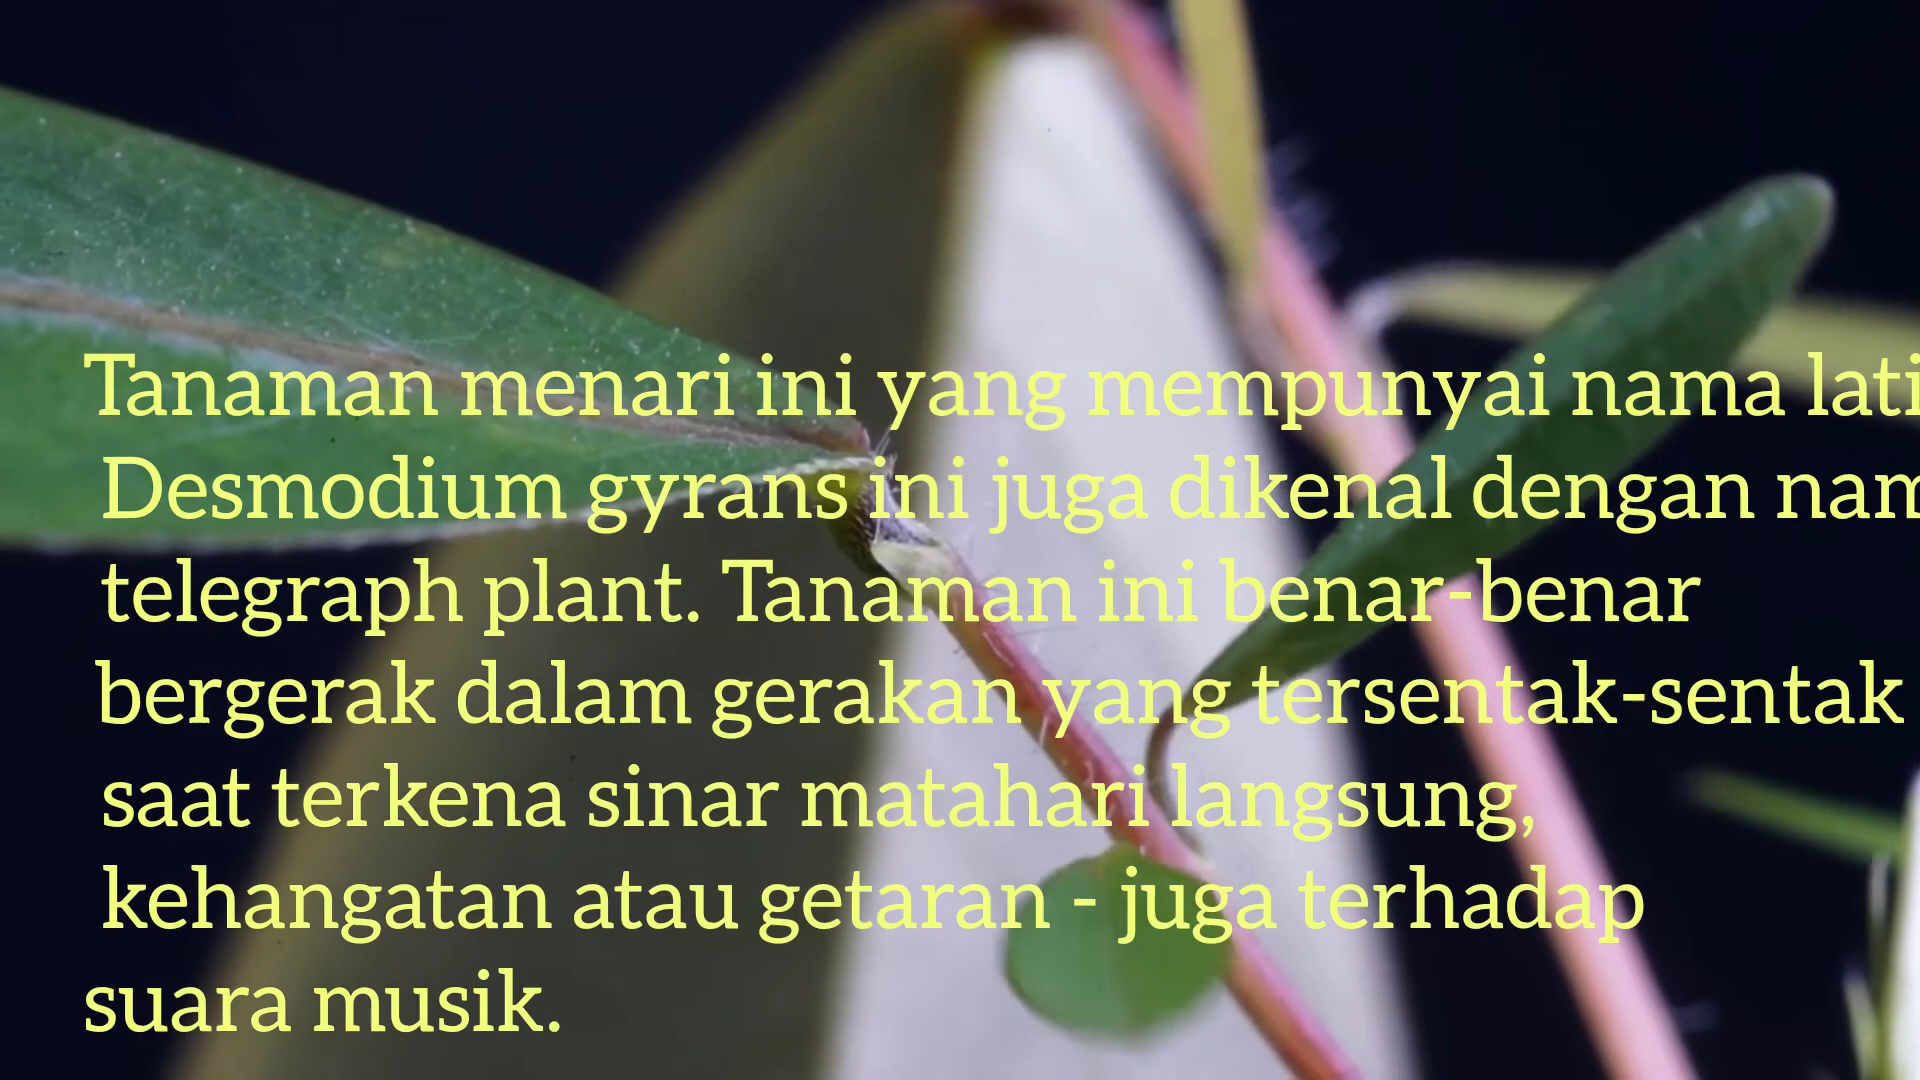 Tanaman menari ini yang mempunyai nama lati
Desmodium gyrans ini juga dikenal dengan nam
telegraph plant. Tanaman ini benar-benar
bergerak dalam gerakan yang tersentak-sentak
saat terkena sinar matahari langsung,
kehangatan atau getaran - juga terhadap
suara musik.